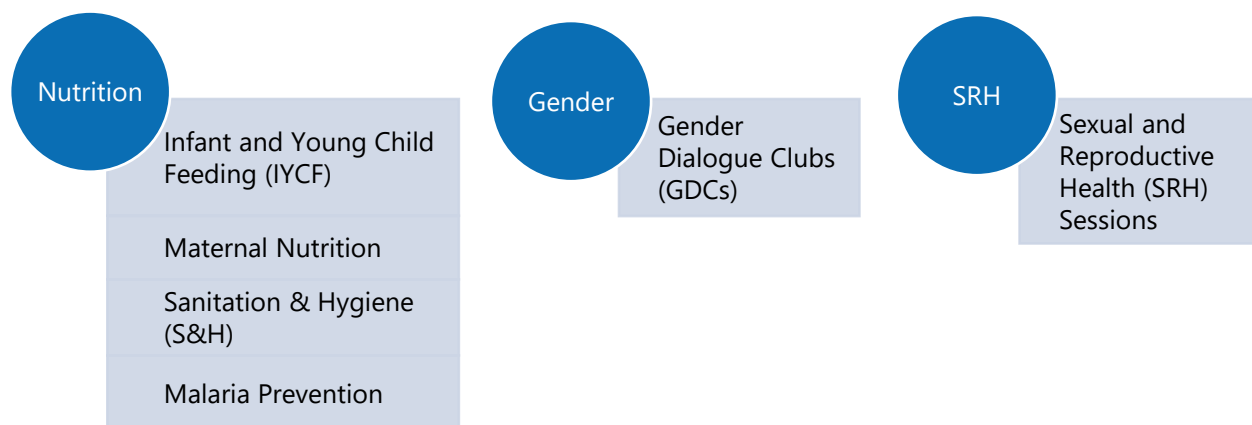 Nutrition
Infant and Young Child
Feeding (IYCF)
Maternal Nutrition
Sanitation & Hygiene
(S&H)
Malaria Prevention
Gender
Gender
Dialogue Clubs
(GDCs)
SRH
Sexual and
Reproductive
Health (SRH)
Sessions